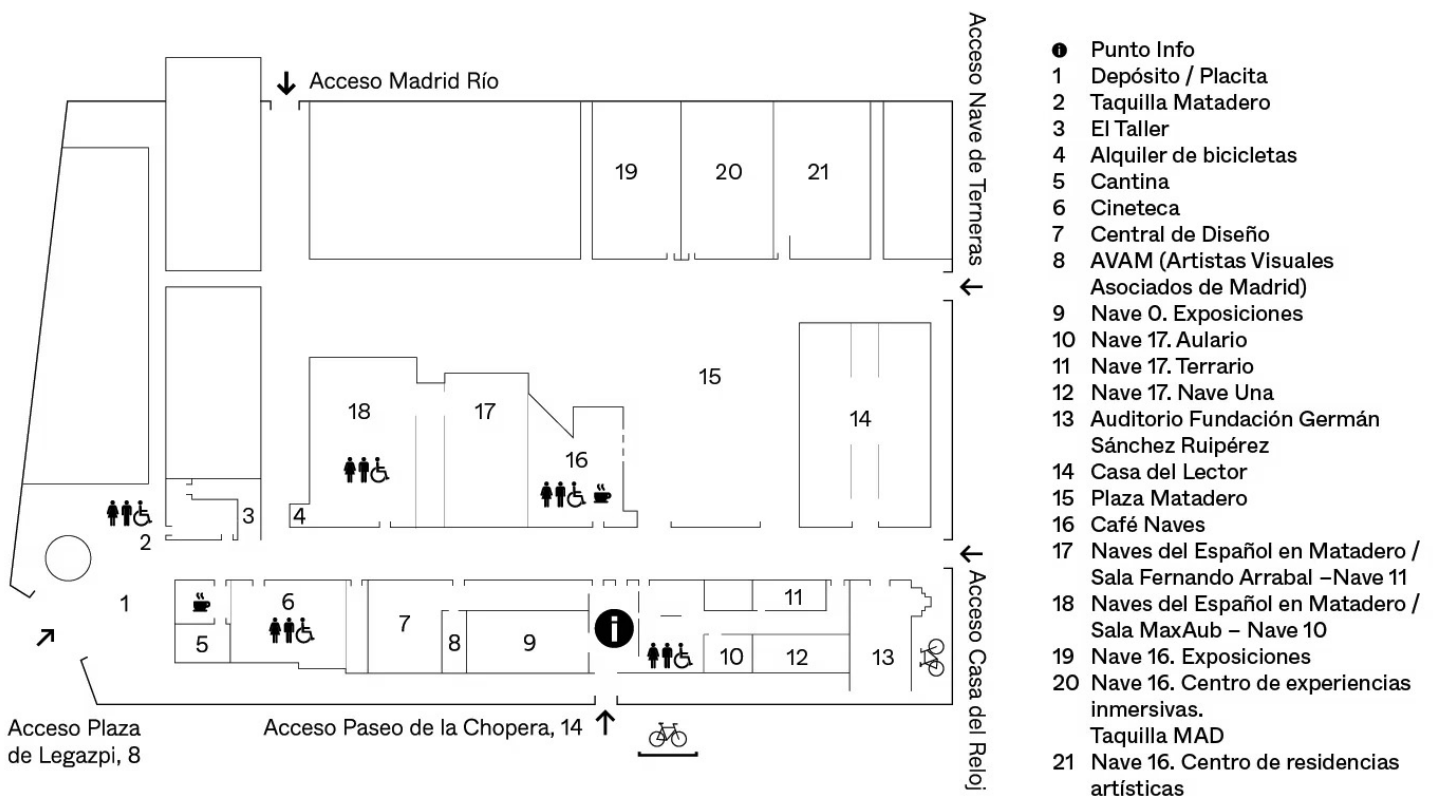 Acceso Madrid Río
Acceso Nave de Terneras
19
20
21
15
18
17
14
16
4
3
2
1
6
11
7
5
8
9
i
10
12
13
Acceso Casa del Reloj
Acceso Plaza
de Legazpi, 8
Acceso Paseo de la Chopera, 14
i Punto Info
1 Depósito / Placita
2 Taquilla Matadero
3 El Taller
4 Alquiler de bicicletas
5 Cantina
6 Cineteca
7 Central de Diseño
8 AVAM (Artistas Visuales
Asociados de Madrid)
9 Nave 0. Exposiciones
10 Nave 17. Aulario
11 Nave 17. Terrario
12 Nave 17. Nave Una
13 Auditorio Fundación Germán
Sánchez Ruipérez
14 Casa del Lector
15 Plaza Matadero
16 Café Naves
17 Naves del Español en Matadero /
Sala Fernando Arrabal –Nave 11
18 Naves del Español en Matadero /
Sala MaxAub – Nave 10
19 Nave 16. Exposiciones
20 Nave 16. Centro de experiencias
inmersivas.
Taquilla MAD
21 Nave 16. Centro de residencias
artísticas